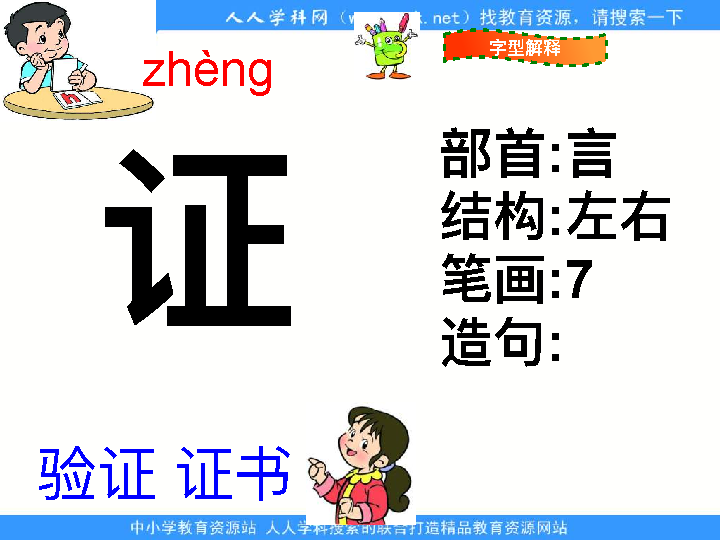 人人学科网（w k.net）找教育资源，请搜索一下
字型解释
zhèng
证
部首:言
结构:左右
笔画:7
造句:
验证 证书
中小学教育资源站 人人学科搜索的联合打造精品教育资源网站